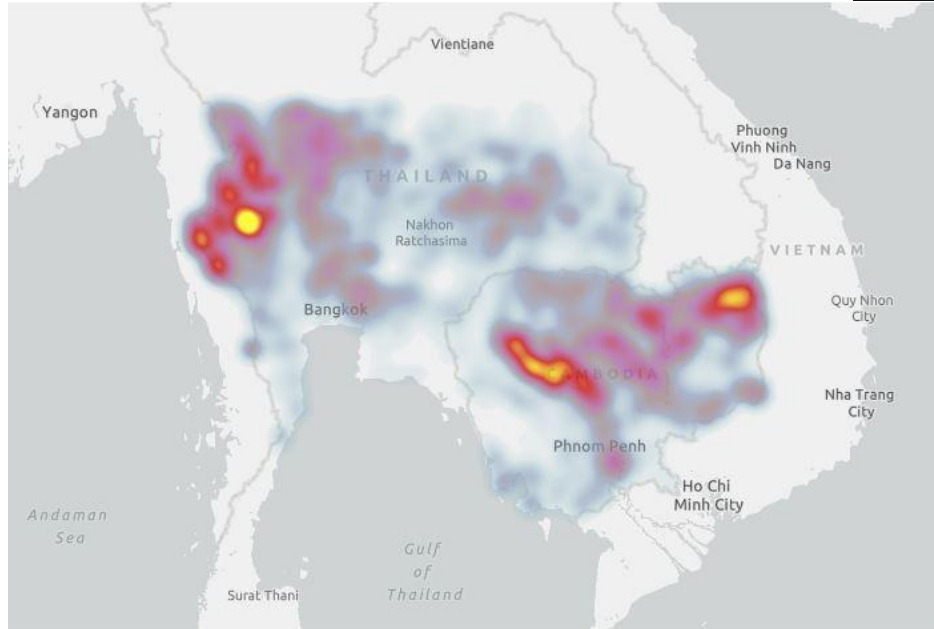 Vientiane
Yangon
Phuong
Vinh Ninh
Da Nang
THAILAND
Nakhon
Ratchasima
VIETNAM
Bangkok
Quy Nhon
City
CAMBODIA
Nha Trang
City
Phnom Penh
Ho Chi
Minh City
Andaman
Sea
Gulf
of
Thailand
Surat Thani